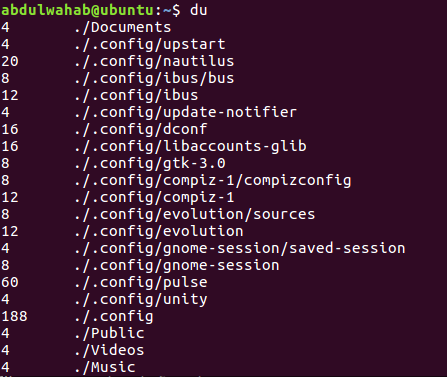 abdulwahab@ubuntu:~$ du
4 ./Documents
4 ./.config/upstart
20 ./.config/nautilus
8 ./.config/ibus/bus
12 ./.config/ibus
4 ./.config/update-notifier
16 ./.config/dconf
16 ./.config/libaccounts-glib
8 ./.config/gtk-3.0
8 ./.config/compiz-1/compizconfig
12 ./.config/compiz-1
8 ./.config/evolution/sources
12 ./.config/evolution
4 ./.config/gnome-session/saved-session
8 ./.config/gnome-session
60 ./.config/pulse
4 ./.config/unity
188 ./.config
4 ./Public
4 ./Videos
4 ./Music